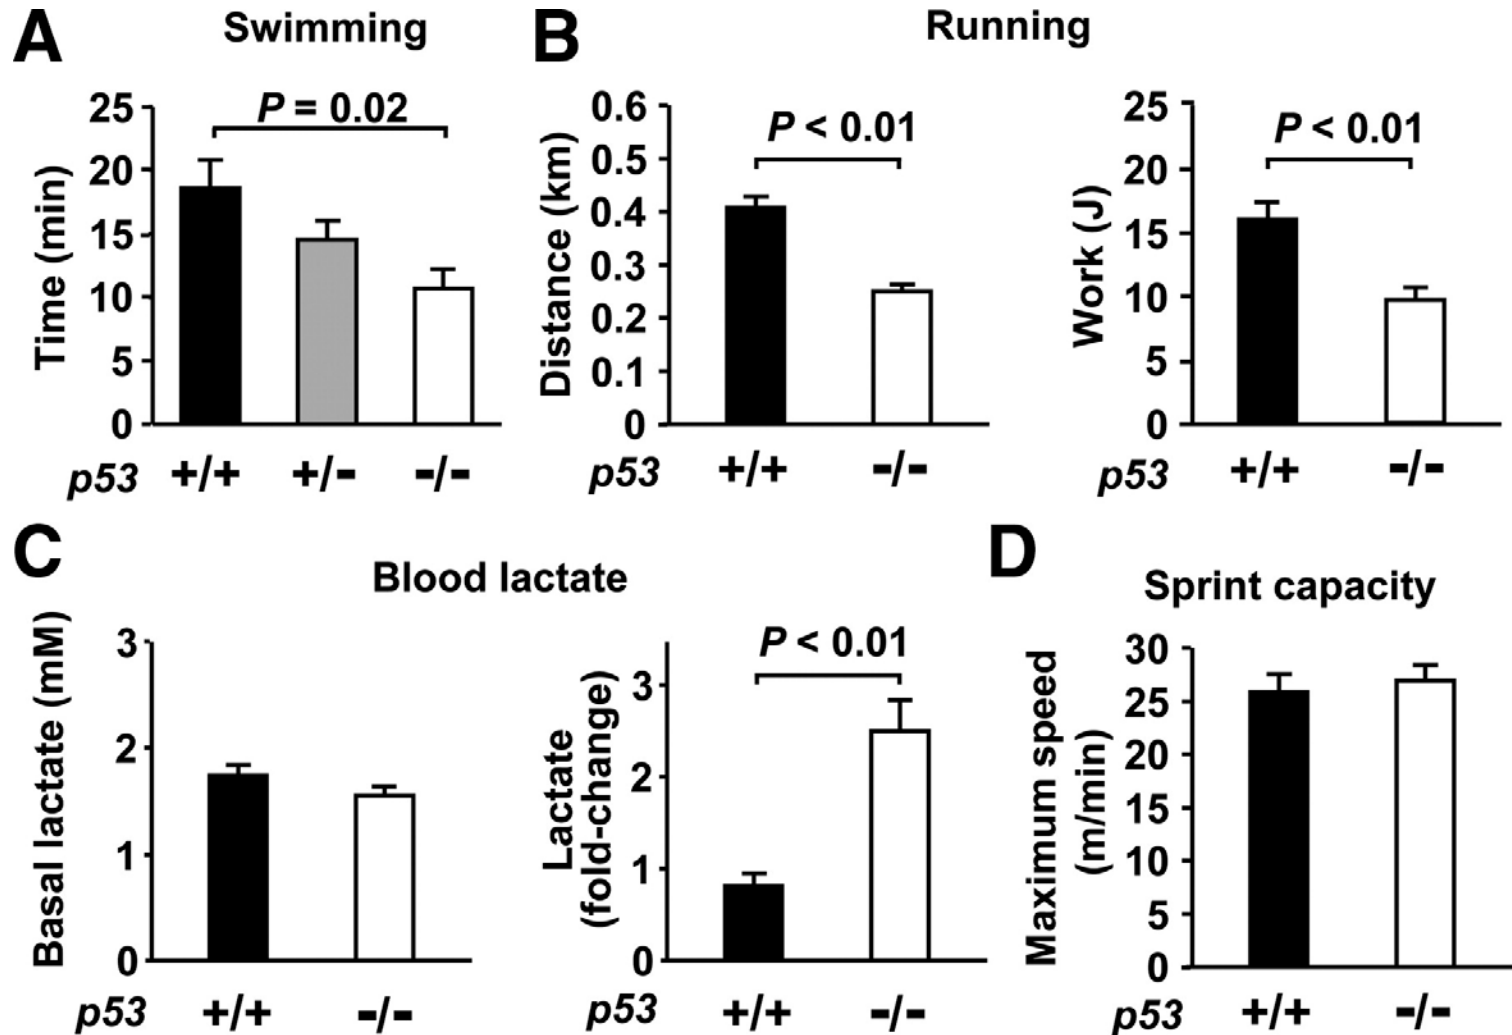 A
Swimming
P = 0.02
Time (min)
25
20
15
10
5
0
p53 +/+ +/- -/-
B
Running
P < 0.01
Distance (km)
0.6
0.5
0.4
0.3
0.2
0.1
0
p53 +/+ -/-
P < 0.01
Work (J)
25
20
15
10
5
0
p53 +/+ -/-
C
Blood lactate
Basal lactate (mM)
3
2
1
0
p53 +/+ -/-
P < 0.01
Lactate
(fold-change)
3
2
1
0
p53 +/+ -/-
D
Sprint capacity
Maximum speed
(m/min)
30
25
20
15
10
5
0
p53 +/+ -/-